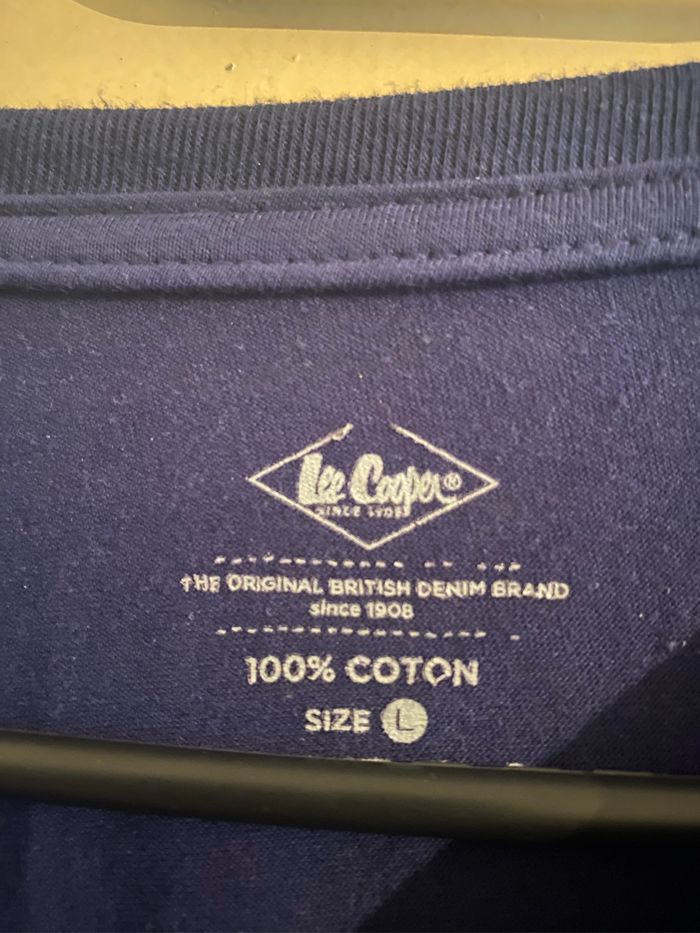 Lee Cooper®
SINCE 1908
THE ORIGINAL BRITISH DENIM BRAND
since 1908
100% COTON
SIZE L